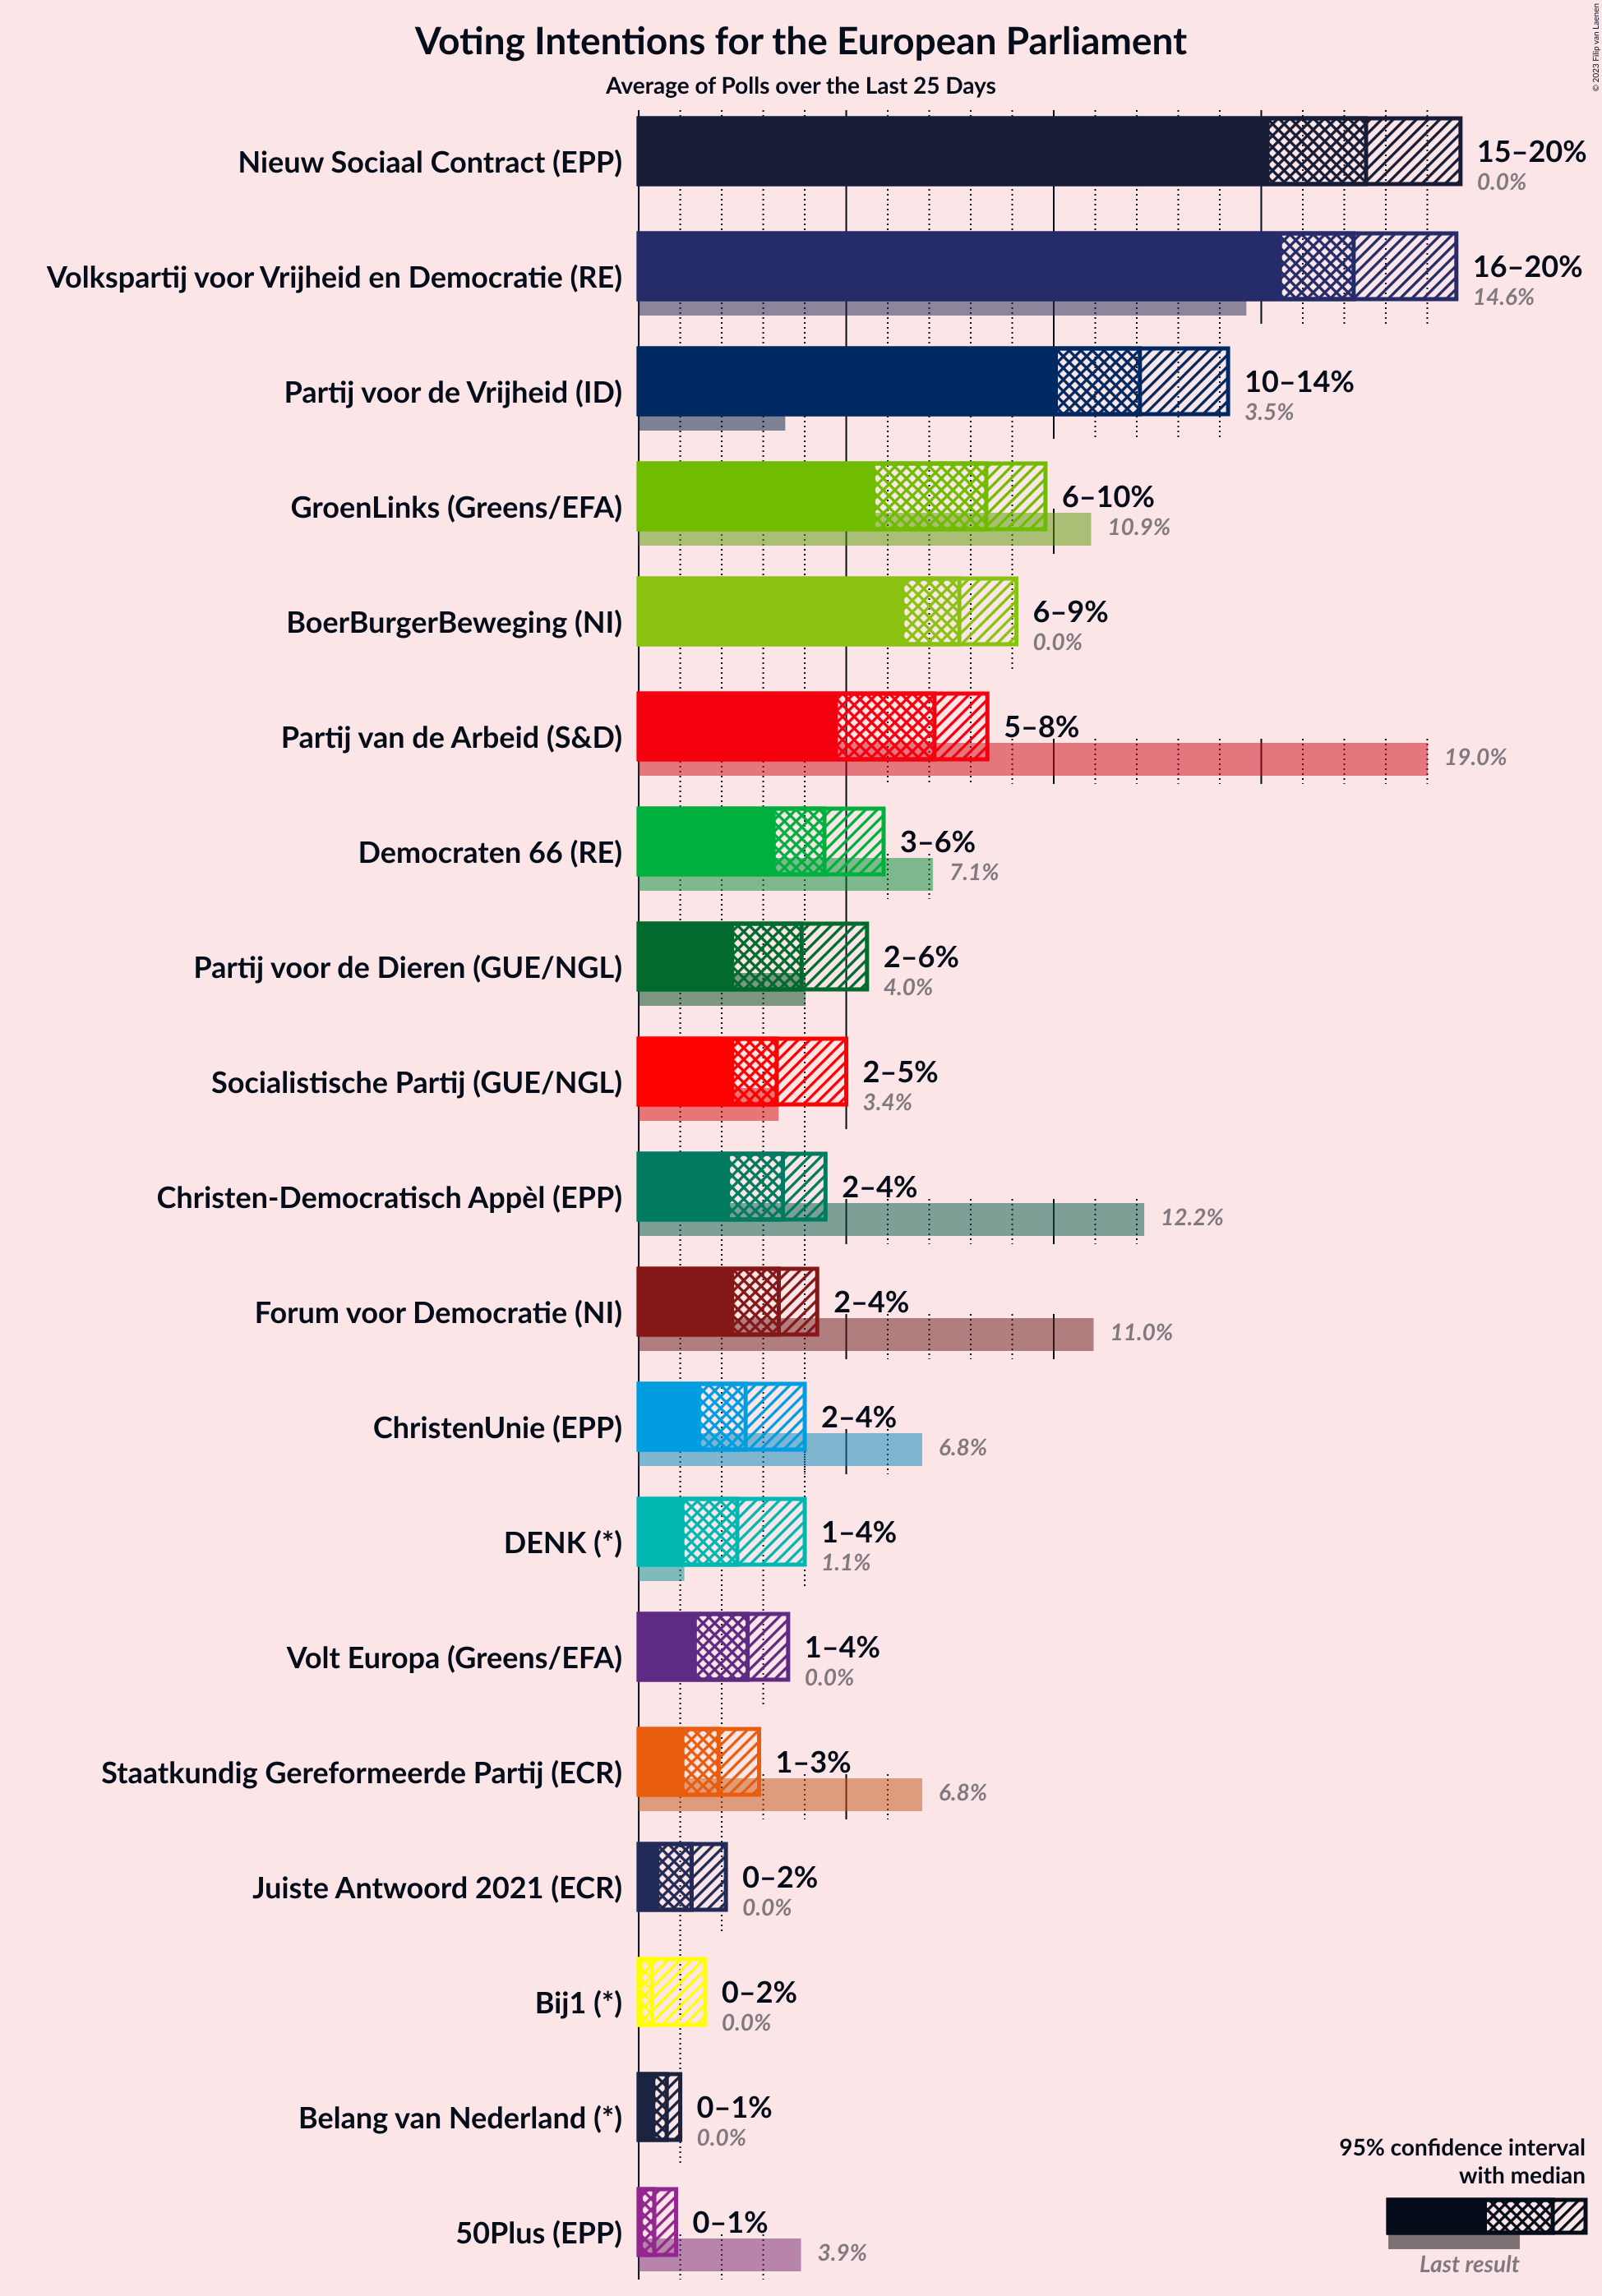 © 2023 Filip van Laenen
Voting Intentions for the European Parliament
Average of Polls over the Last 25 Days
Nieuw Sociaal Contract (EPP)
15–20%
0.0%
Volkspartij voor Vrijheid en Democratie (RE)
16–20%
14.6%
Partij voor de Vrijheid (ID)
10–14%
3.5%
GroenLinks (Greens/EFA)
6–10%
10.9%
BoerBurgerBeweging (NI)
6–9%
0.0%
Partij van de Arbeid (S&D)
5–8%
19.0%
Democraten 66 (RE)
3–6%
7.1%
Partij voor de Dieren (GUE/NGL)
2–6%
4.0%
Socialistische Partij (GUE/NGL)
2–5%
3.4%
Christen-Democratisch Appèl (EPP)
2–4%
12.2%
Forum voor Democratie (NI)
2–4%
11.0%
ChristenUnie (EPP)
2–4%
6.8%
DENK (*)
1–4%
1.1%
Volt Europa (Greens/EFA)
1–4%
0.0%
Staatkundig Gereformeerde Partij (ECR)
1–3%
6.8%
Juiste Antwoord 2021 (ECR)
0–2%
0.0%
Bij1 (*)
0–2%
0.0%
Belang van Nederland (*)
0–1%
0.0%
50Plus (EPP)
0–1%
3.9%
95% confidence interval
with median
Last result